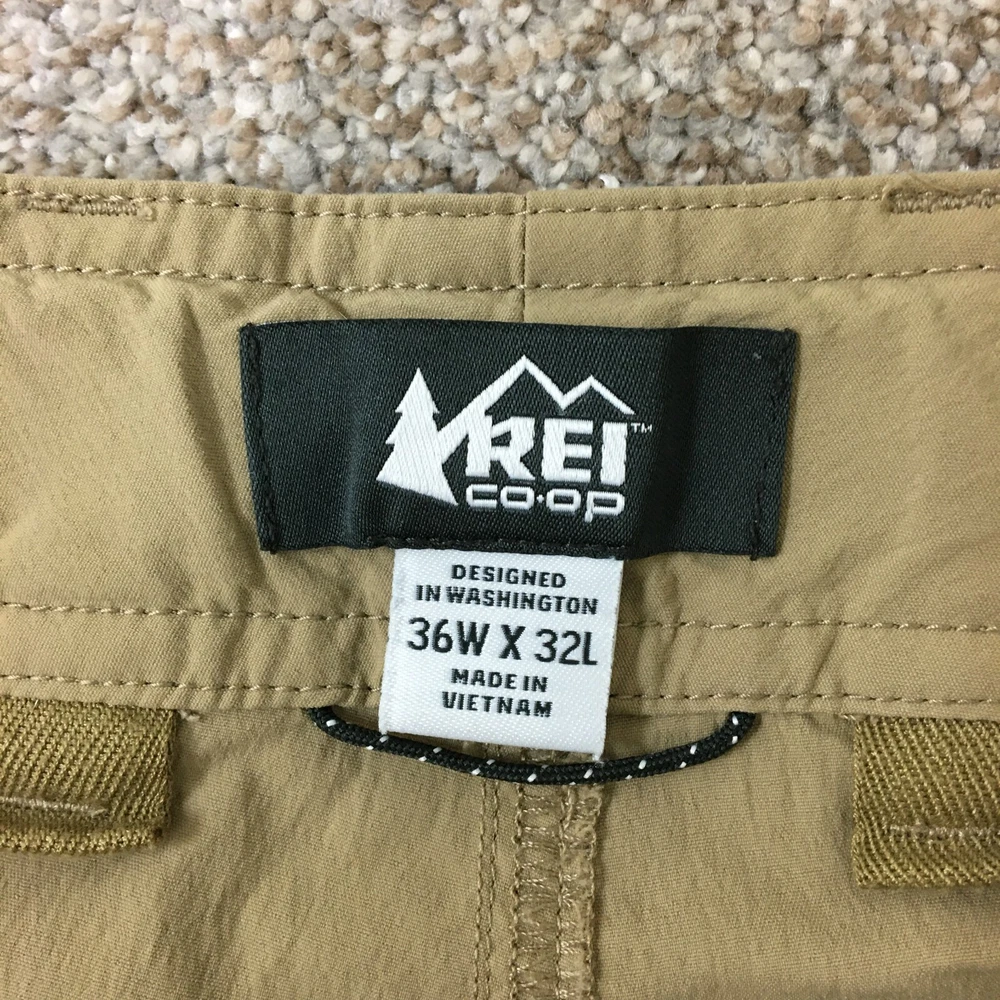 REI™
co·op
DESIGNED
IN WASHINGTON
36W X 32L
MADE IN
VIETNAM